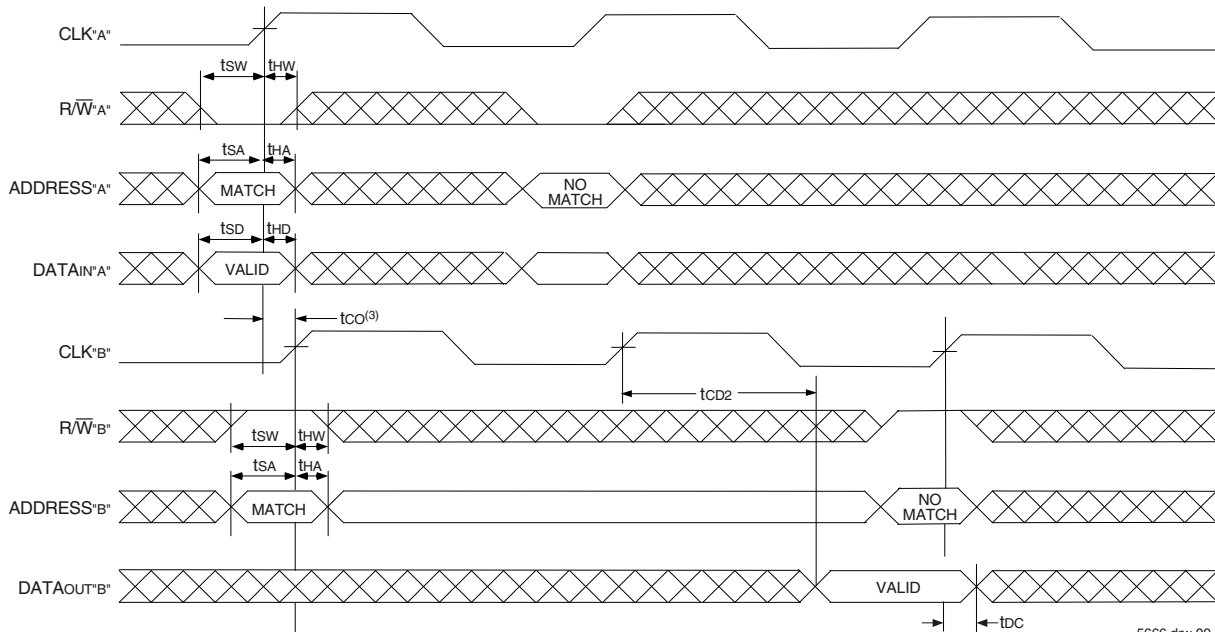 CLK"A"
tSW tHW
R/W"A"
tSA tHA
ADDRESS"A" MATCH NO MATCH
tSD tHD
DATAIN"A" VALID
tCO(3)
CLK"B"
tCD2
R/W"B"
tSW tHW
tSA tHA
ADDRESS"B" MATCH NO MATCH
DATAOUT"B" VALID
tDC